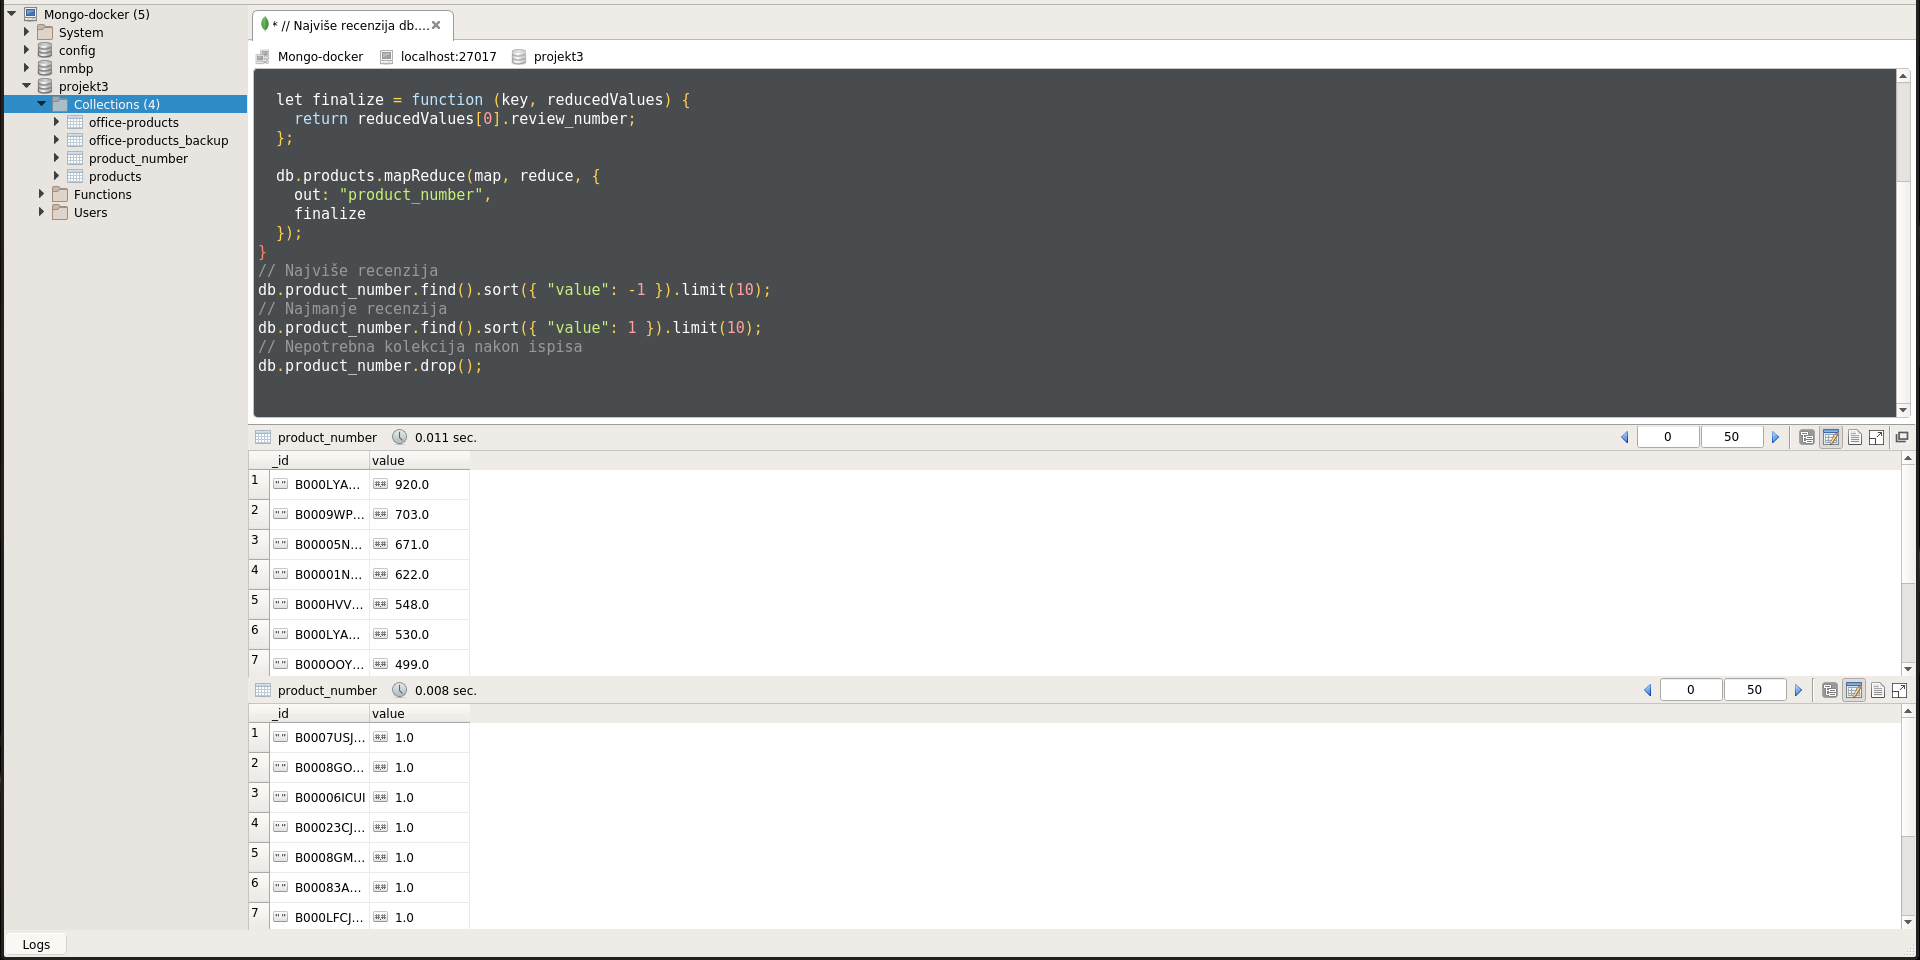 Mongo-docker (5)
System
config
nmbp
projekt3
Collections (4)
office-products
office-products_backup
product_number
products
Functions
Users
* // Najviše recenzija db....
Mongo-docker localhost:27017 projekt3
let finalize = function (key, reducedValues) {
return reducedValues[0].review_number;
};
db.products.mapReduce(map, reduce, {
out: "product_number",
finalize
});
}
// Najviše recenzija
db.product_number.find().sort({ "value": -1 }).limit(10);
// Najmanje recenzija
db.product_number.find().sort({ "value": 1 }).limit(10);
// Nepotrebna kolekcija nakon ispisa
db.product_number.drop();
product_number 0.011 sec. 0 50
_id value
1 "" B000LYA... ## 920.0
2 "" B0009WP... ## 703.0
3 "" B00005N... ## 671.0
4 "" B00001N... ## 622.0
5 "" B000HVV... ## 548.0
6 "" B000LYA... ## 530.0
7 "" B000OOY... ## 499.0
product_number 0.008 sec. 0 50
_id value
1 "" B0007USJ... ## 1.0
2 "" B0008GO... ## 1.0
3 "" B00006ICUI ## 1.0
4 "" B00023CJ... ## 1.0
5 "" B0008GM... ## 1.0
6 "" B00083A... ## 1.0
7 "" B000LFCJ... ## 1.0
Logs